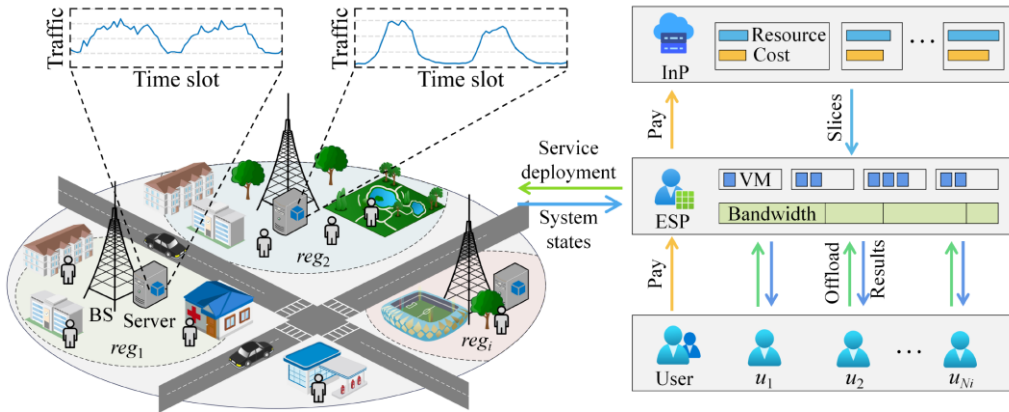 Traffic
Time slot
Traffic
Time slot
BS
Server
reg1
reg2
regi
Service
deployment
System
states
InP
Resource
Cost
...
Pay
Slices
ESP
VM
Bandwidth
Pay
Offload
Results
User
u1
u2
...
uNi